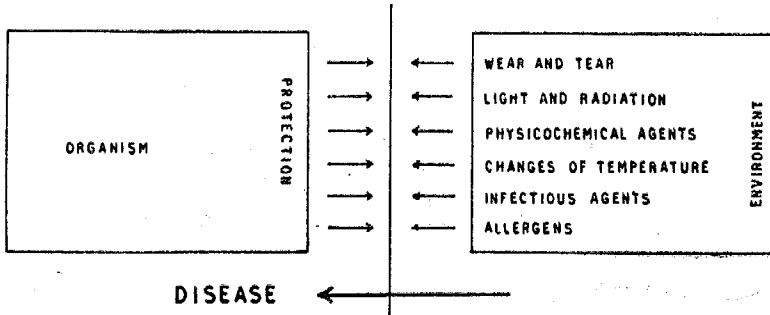 ORGANISM
PROTECTION
WEAR AND TEAR
LIGHT AND RADIATION
PHYSICOCHEMICAL AGENTS
CHANGES OF TEMPERATURE
INFECTIOUS AGENTS
ALLERGENS
ENVIRONMENT
DISEASE